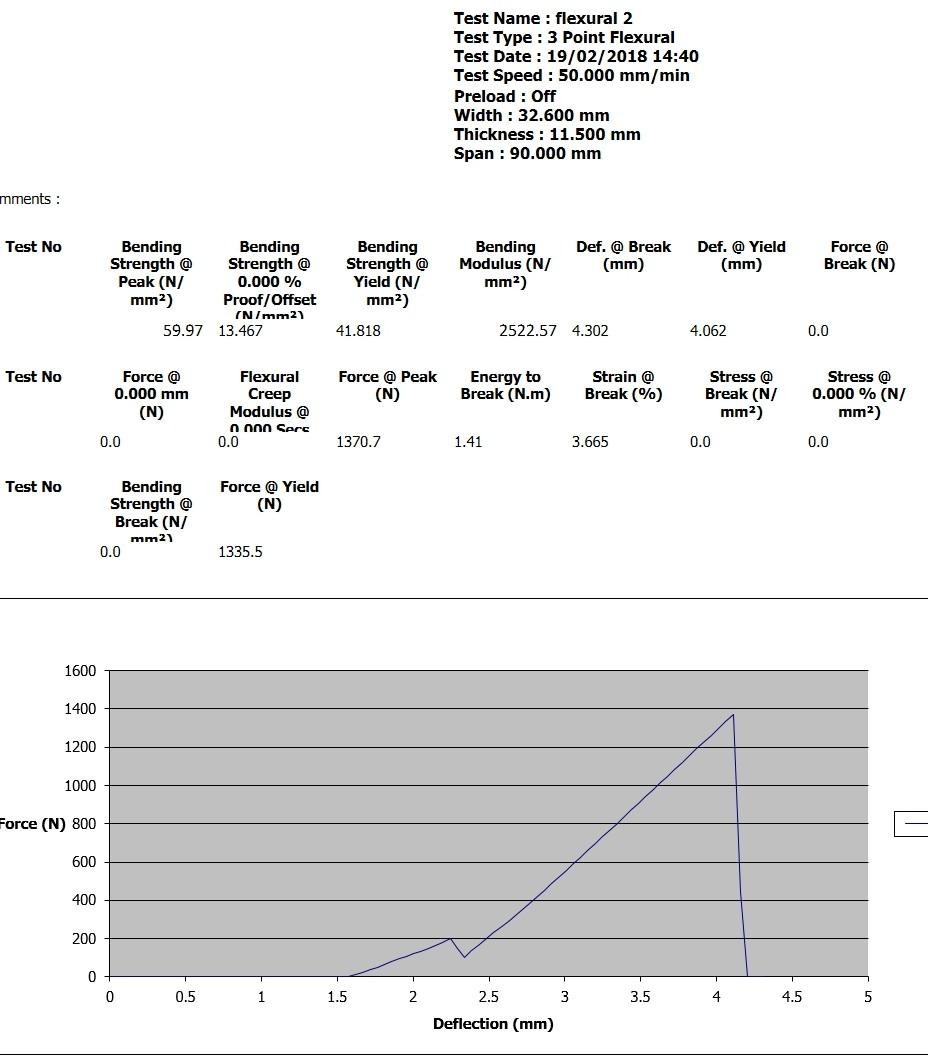 Test Name : flexural 2
Test Type : 3 Point Flexural
Test Date : 19/02/2018 14:40
Test Speed : 50.000 mm/min
Preload : Off
Width : 32.600 mm
Thickness : 11.500 mm
Span : 90.000 mm
mments :
Test No Bending Bending Bending Bending Def. @ Break Def. @ Yield Force @
Strength @ Strength @ Strength @ Modulus (N/ (mm) (mm) Break (N)
Peak (N/ 0.000 % Yield (N/ mm²)
mm²) Proof/Offset mm²)
(N/mm²)
59.97 13.467 41.818 2522.57 4.302 4.062 0.0
Test No Force @ Flexural Force @ Peak Energy to Strain @ Stress @ Stress @
0.000 mm Creep (N) Break (N.m) Break (%) Break (N/ 0.000 % (N/
(N) Modulus @ mm²) mm²)
0.000 Secs
0.0 0.0 1370.7 1.41 3.665 0.0 0.0
Test No Bending Force @ Yield
Strength @ (N)
Break (N/
mm²)
0.0 1335.5
1600
1400
1200
1000
Force (N) 800
600
400
200
0
0 0.5 1 1.5 2 2.5 3 3.5 4 4.5 5
Deflection (mm)